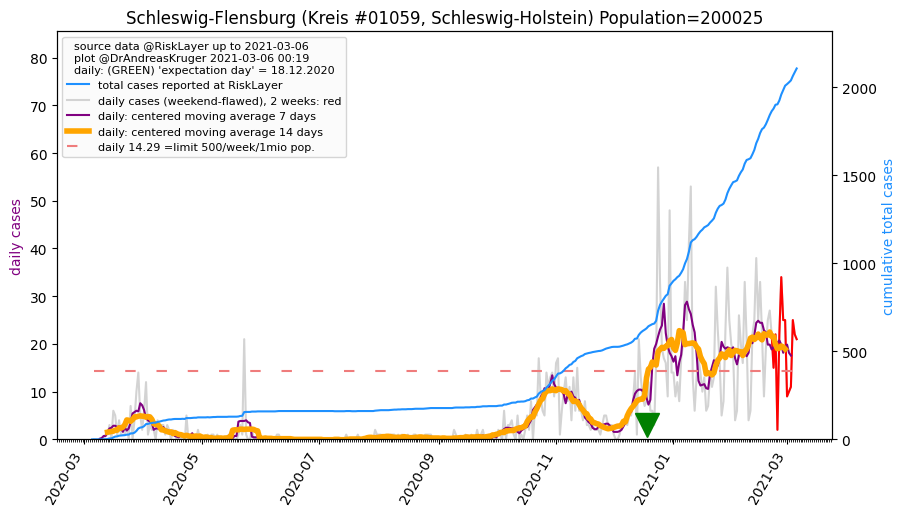 Schleswig-Flensburg (Kreis #01059, Schleswig-Holstein) Population=200025
source data @RiskLayer up to 2021-03-06
plot @DrAndreasKruger 2021-03-06 00:19
daily: (GREEN) 'expectation day' = 18.12.2020
total cases reported at RiskLayer
daily cases (weekend-flawed), 2 weeks: red
daily: centered moving average 7 days
daily: centered moving average 14 days
daily 14.29 =limit 500/week/1mio pop.
daily cases
80
70
60
50
40
30
20
10
0
cumulative total cases
2000
1500
1000
500
0
2020-03
2020-05
2020-07
2020-09
2020-11
2021-01
2021-03